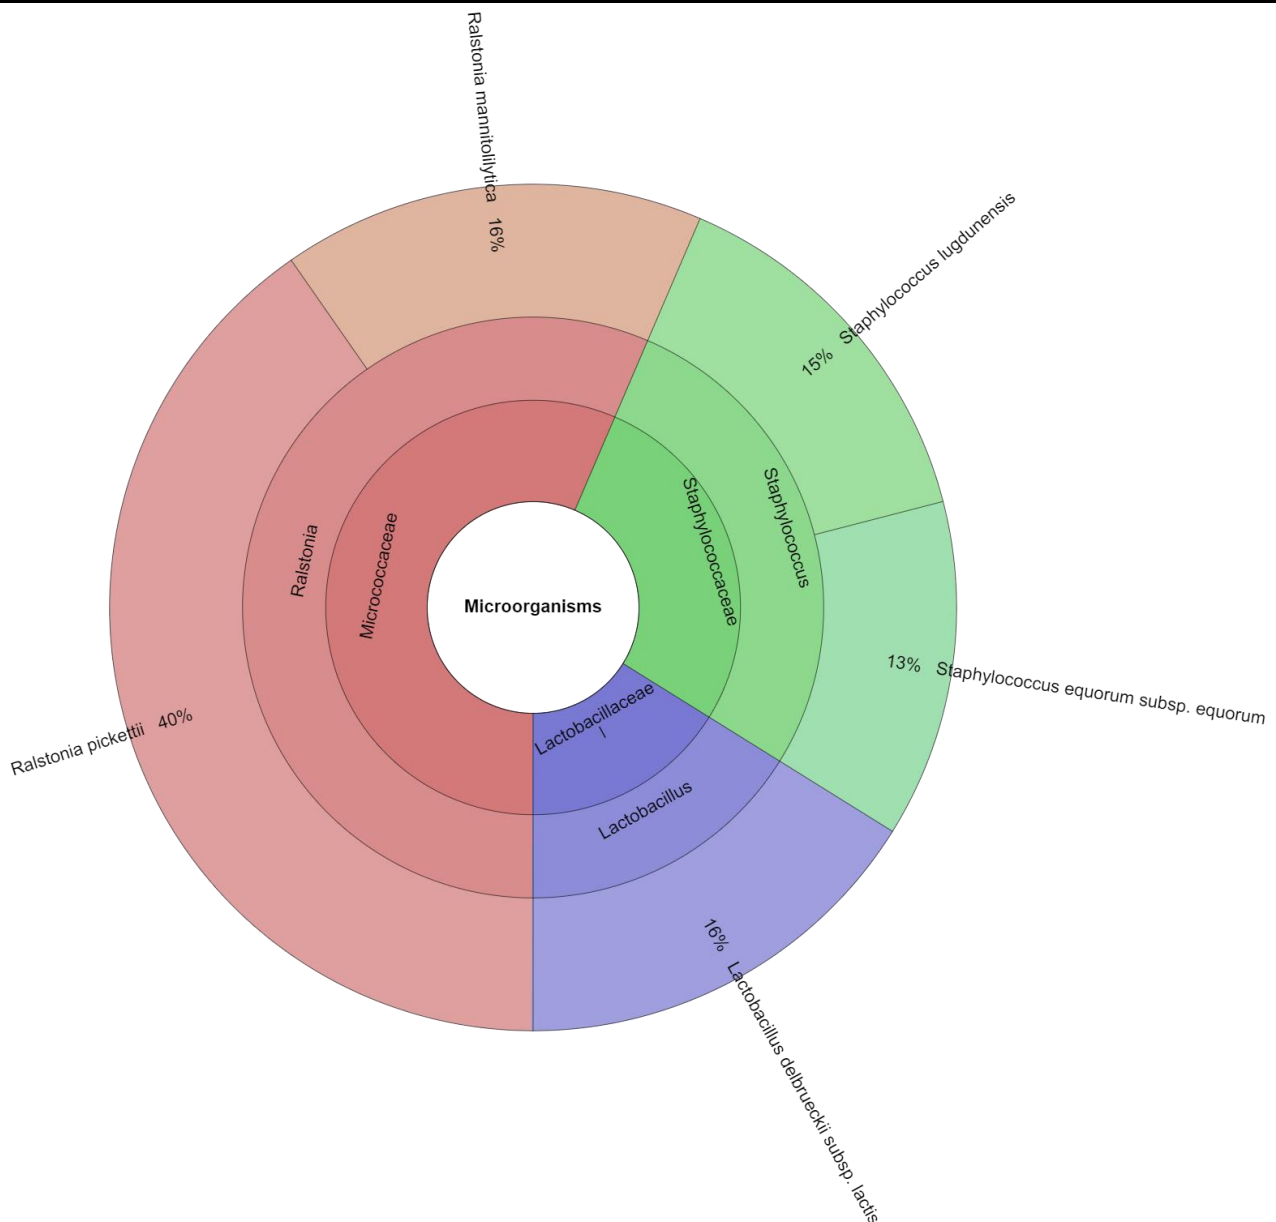 Ralstonia mannitolilytica 16%
15% Staphylococcus lugdunensis
Staphylococcus
Staphylococcaceae
Ralstonia
Micrococcaceae
Microorganisms
13% Staphylococcus equorum subsp. equorum
Ralstonia pickettii 40%
Lactobacillaceae
Lactobacillus
16% Lactobacillus delbrueckii subsp. lactis